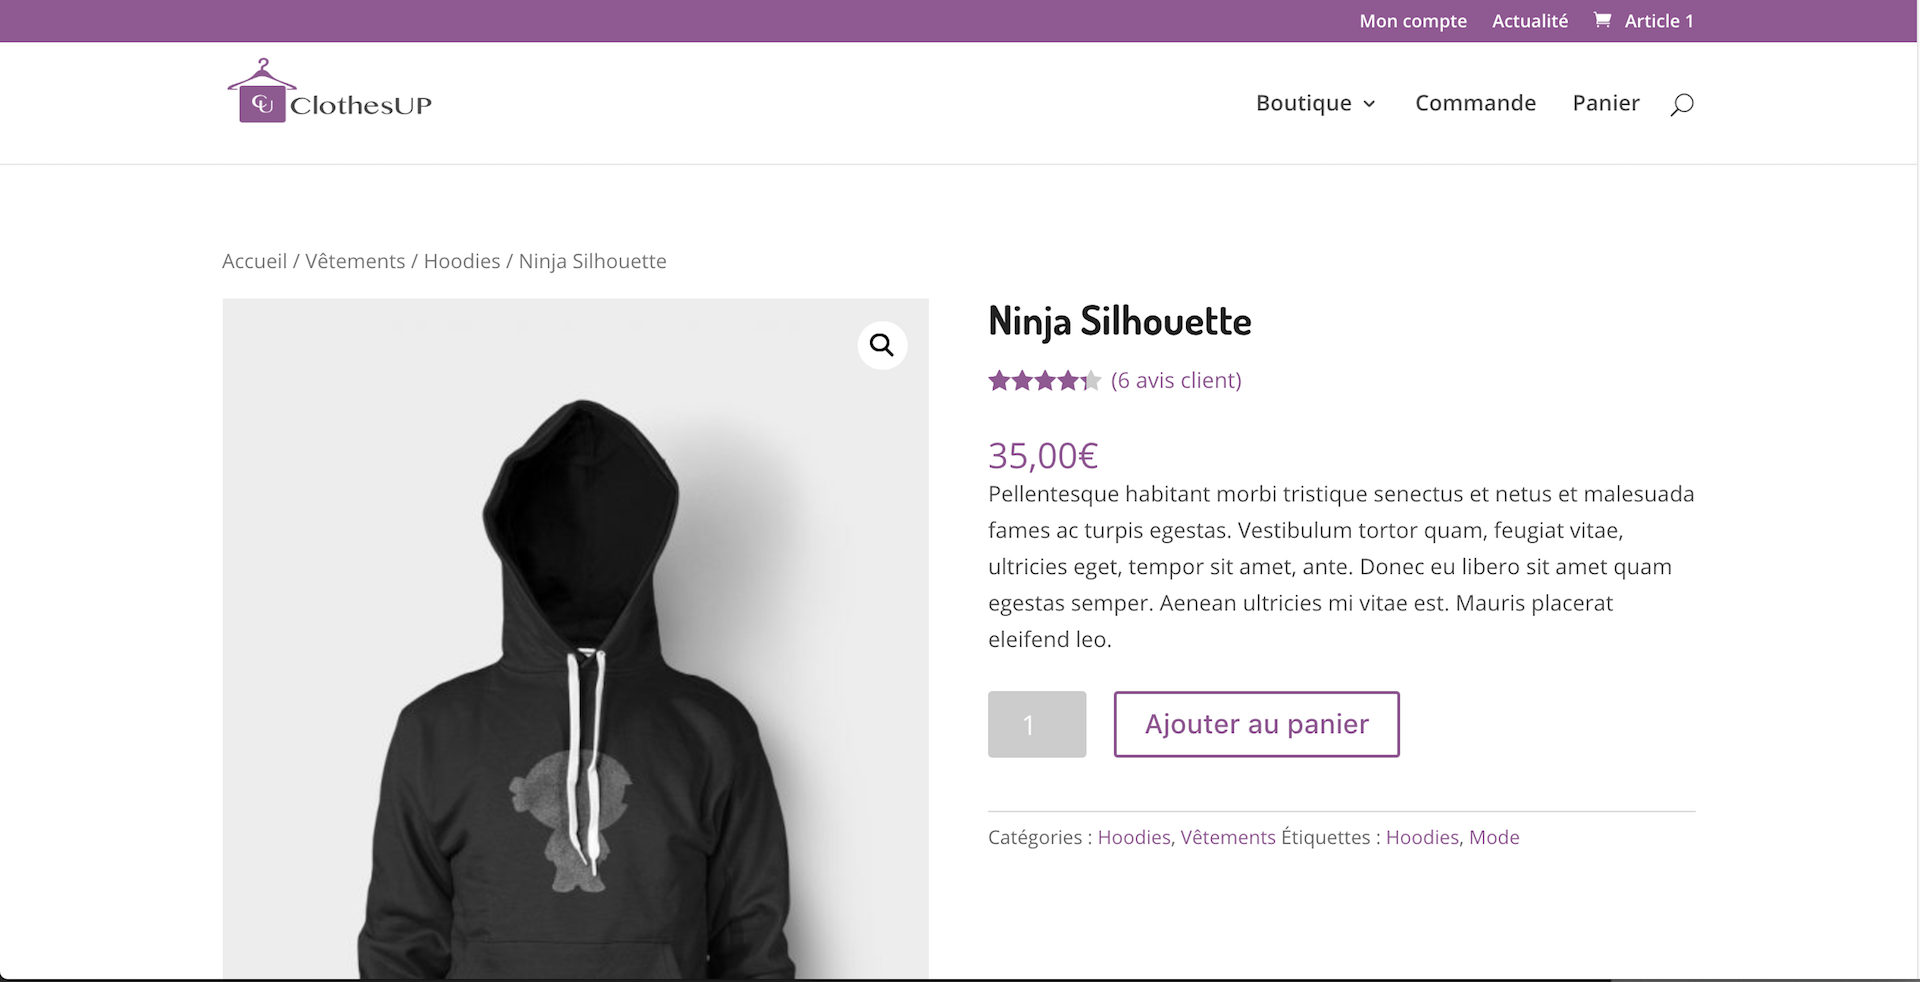 Mon compte Actualité Article 1
CU ClothesUP
Boutique Commande Panier
Accueil / Vêtements / Hoodies / Ninja Silhouette
Ninja Silhouette
(6 avis client)
35,00€
Pellentesque habitant morbi tristique senectus et netus et malesuada
fames ac turpis egestas. Vestibulum tortor quam, feugiat vitae,
ultricies eget, tempor sit amet, ante. Donec eu libero sit amet quam
egestas semper. Aenean ultricies mi vitae est. Mauris placerat
eleifend leo.
1 Ajouter au panier
Catégories : Hoodies, Vêtements Étiquettes : Hoodies, Mode